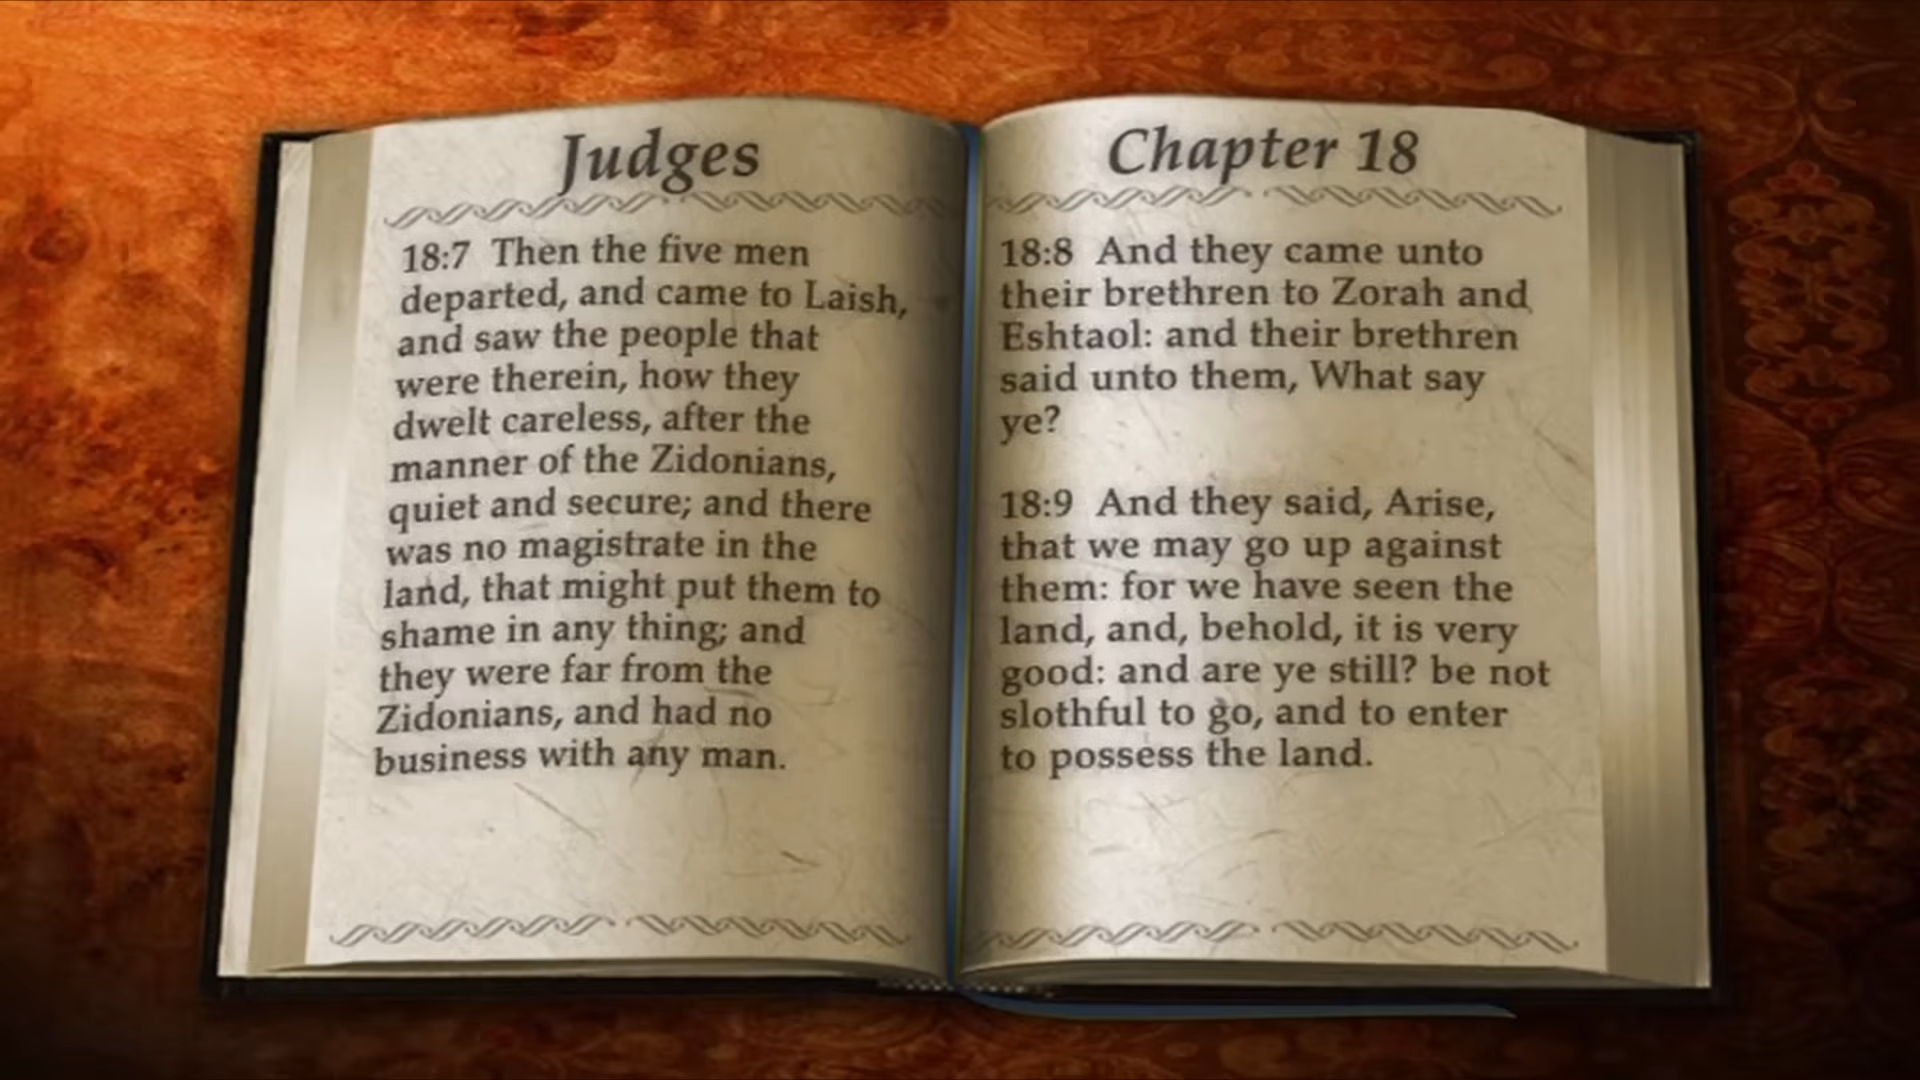 Judges
18:7 Then the five men
departed, and came to Laish,
and saw the people that
were therein, how they
dwelt careless, after the
manner of the Zidonians,
quiet and secure; and there
was no magistrate in the
land, that might put them to
shame in any thing; and
they were far from the
Zidonians, and had no
business with any man.
Chapter 18
18:8 And they came unto
their brethren to Zorah and
Eshtaol: and their brethren
said unto them, What say
ye?
18:9 And they said, Arise,
that we may go up against
them: for we have seen the
land, and, behold, it is very
good: and are ye still? be not
slothful to go, and to enter
to possess the land.